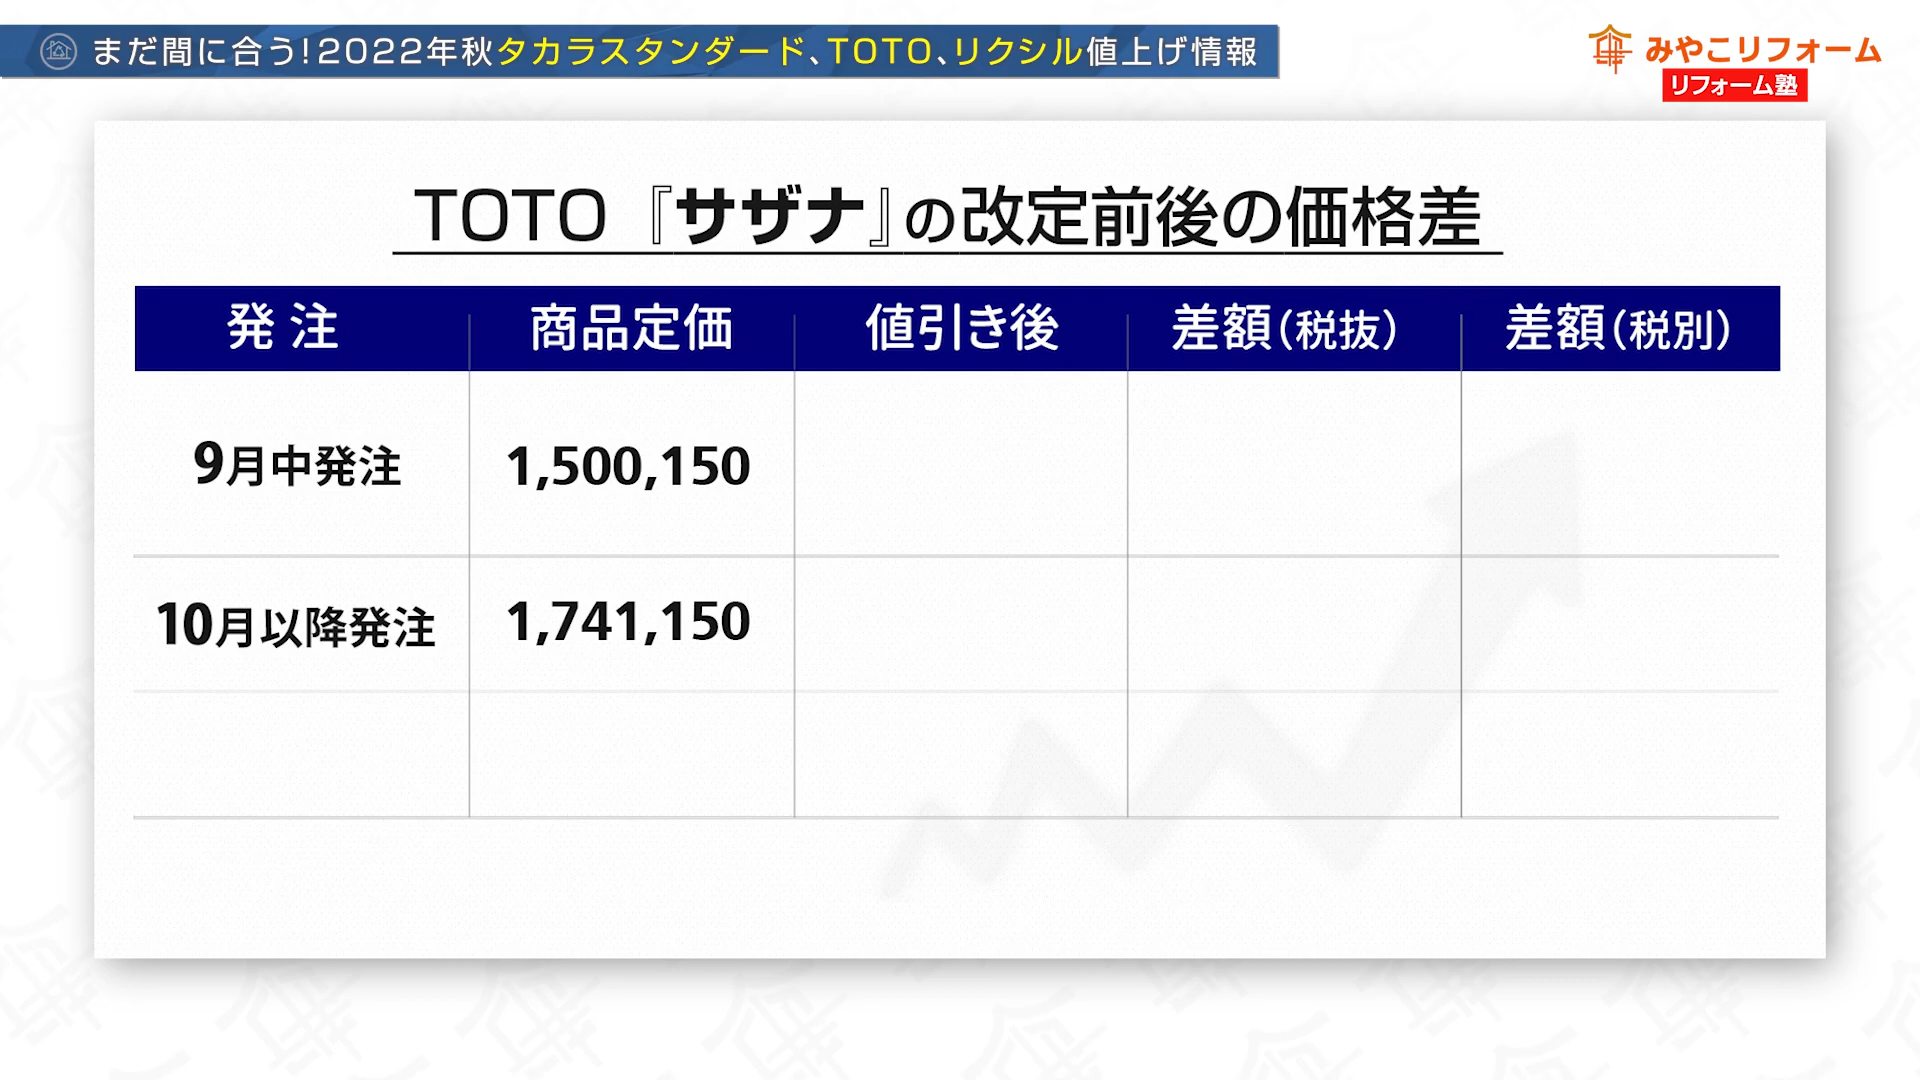 まだ間に合う!2022年秋タカラスタンダード、TOTO、リクシル値上げ情報
みやこリフォーム
リフォーム塾
TOTO『サザナ』の改定前後の価格差
発注 商品定価 値引き後 差額(税抜) 差額(税別)
9月中発注 1,500,150
10月以降発注 1,741,150